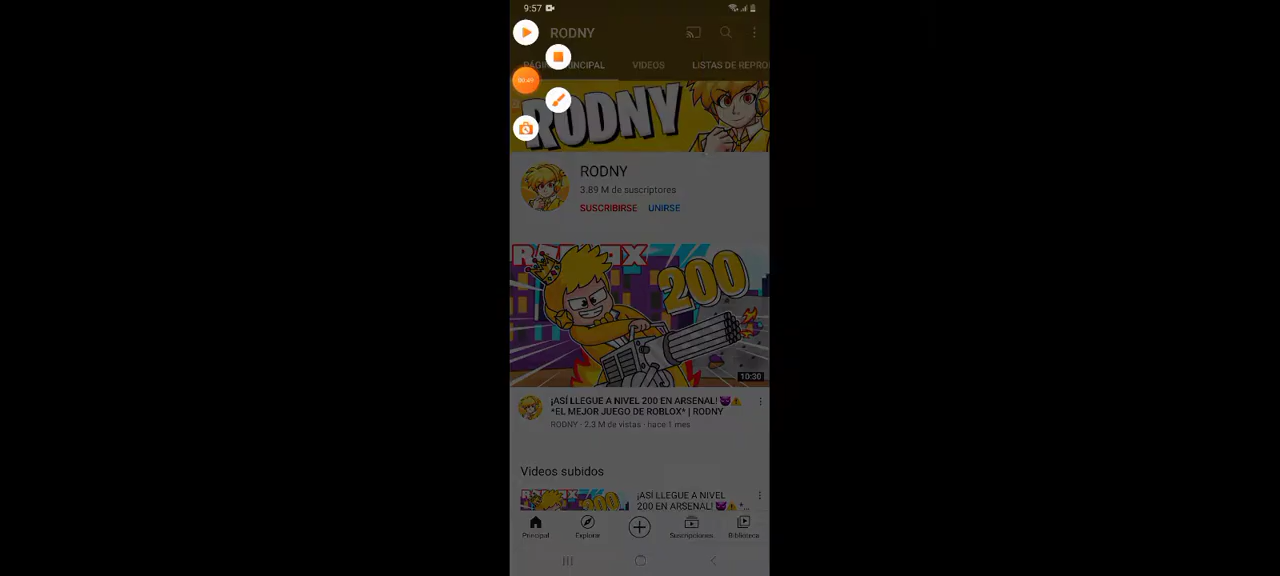 9:57
RODNY
PRINCIPAL
VIDEOS
LISTAS DE REPRO
RODNY
RODNY
3.89 M de suscriptores
SUSCRIBIRSE
UNIRSE
ROBLOX
200
10:30
¡ASÍ LLEGUE A NIVEL 200 EN ARSENAL! 😈⚠️
*EL MEJOR JUEGO DE ROBLOX* | RODNY
RODNY · 2.3 M de vistas · hace 1 mes
Videos subidos
¡ASÍ LLEGUE A NIVEL
200 EN ARSENAL! 😈⚠️ *...
Principal
Explorar
Suscripciones
Biblioteca